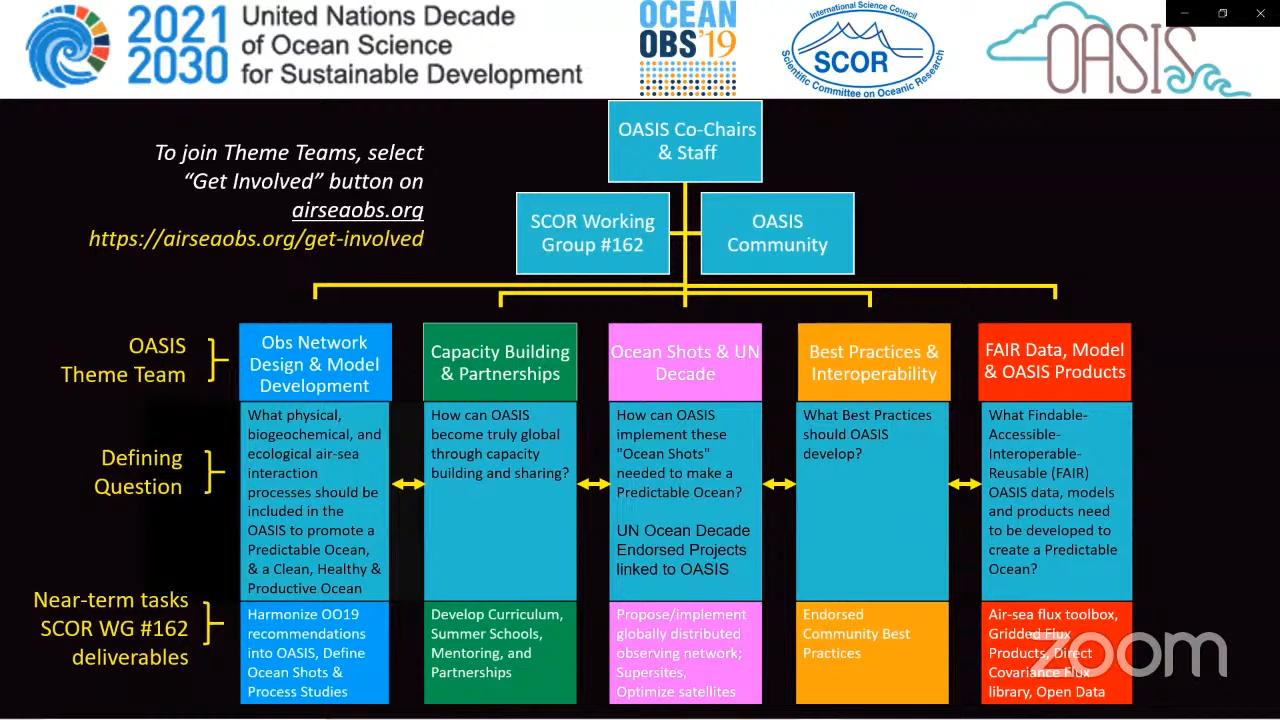 2021
2030
United Nations Decade
of Ocean Science
for Sustainable Development
OCEAN
OBS'19
International Science Council
SCOR
Scientific Committee on Oceanic Research
OASIS
OASIS Co-Chairs
& Staff
To join Theme Teams, select
“Get Involved” button on
airseaobs.org
https://airseaobs.org/get-involved
SCOR Working
Group #162
OASIS
Community
OASIS
Theme Team
Obs Network
Design & Model
Development
Capacity Building
& Partnerships
Ocean Shots & UN
Decade
Best Practices &
Interoperability
FAIR Data, Model
& OASIS Products
Defining
Question
What physical,
biogeochemical, and
ecological air-sea
interaction
processes should be
included in the
OASIS to promote a
Predictable Ocean,
& a Clean, Healthy &
Productive Ocean
How can OASIS
become truly global
through capacity
building and sharing?
How can OASIS
implement these
"Ocean Shots"
needed to make a
Predictable Ocean?
UN Ocean Decade
Endorsed Projects
linked to OASIS
What Best Practices
should OASIS
develop?
What Findable-
Accessible-
Interoperable-
Reusable (FAIR)
OASIS data, models
and products need
to be developed to
create a Predictable
Ocean?
Near-term tasks
SCOR WG #162
deliverables
Harmonize OO19
recommendations
into OASIS, Define
Ocean Shots &
Process Studies
Develop Curriculum,
Summer Schools,
Mentoring, and
Partnerships
Propose/implement
globally distributed
observing network;
Supersites,
Optimize satellites
Endorsed
Community Best
Practices
Air-sea flux toolbox,
Gridded Flux
Products, Direct
Covariance Flux
library, Open Data
zoom